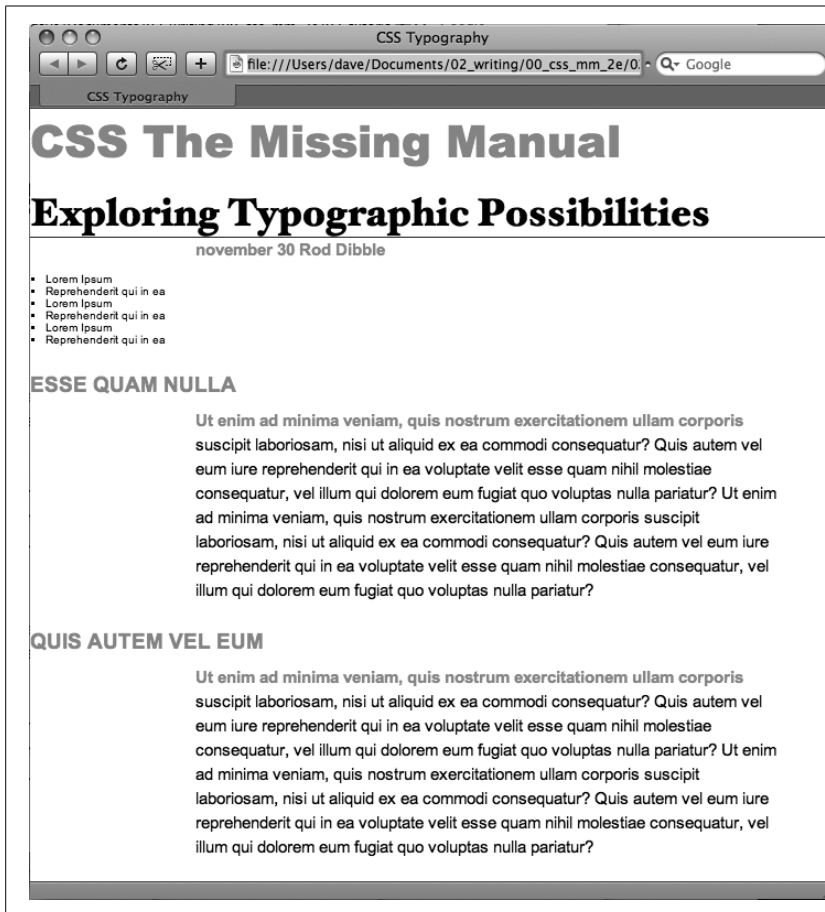 CSS Typography
file:///Users/dave/Documents/02_writing/00_css_mm_2e/0
Google
CSS Typography
CSS The Missing Manual
Exploring Typographic Possibilities
november 30 Rod Dibble
Lorem Ipsum
Reprehenderit qui in ea
Lorem Ipsum
Reprehenderit qui in ea
Lorem Ipsum
Reprehenderit qui in ea
ESSE QUAM NULLA
Ut enim ad minima veniam, quis nostrum exercitationem ullam corporis
suscipit laboriosam, nisi ut aliquid ex ea commodi consequatur? Quis autem vel
eum iure reprehenderit qui in ea voluptate velit esse quam nihil molestiae
consequatur, vel illum qui dolorem eum fugiat quo voluptas nulla pariatur? Ut enim
ad minima veniam, quis nostrum exercitationem ullam corporis suscipit
laboriosam, nisi ut aliquid ex ea commodi consequatur? Quis autem vel eum iure
reprehenderit qui in ea voluptate velit esse quam nihil molestiae consequatur, vel
illum qui dolorem eum fugiat quo voluptas nulla pariatur?
QUIS AUTEM VEL EUM
Ut enim ad minima veniam, quis nostrum exercitationem ullam corporis
suscipit laboriosam, nisi ut aliquid ex ea commodi consequatur? Quis autem vel
eum iure reprehenderit qui in ea voluptate velit esse quam nihil molestiae
consequatur, vel illum qui dolorem eum fugiat quo voluptas nulla pariatur? Ut enim
ad minima veniam, quis nostrum exercitationem ullam corporis suscipit
laboriosam, nisi ut aliquid ex ea commodi consequatur? Quis autem vel eum iure
reprehenderit qui in ea voluptate velit esse quam nihil molestiae consequatur, vel
illum qui dolorem eum fugiat quo voluptas nulla pariatur?